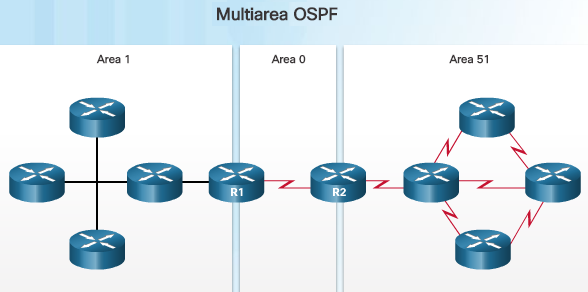 Multiarea OSPF
Area 1
Area 0
Area 51
R1
R2